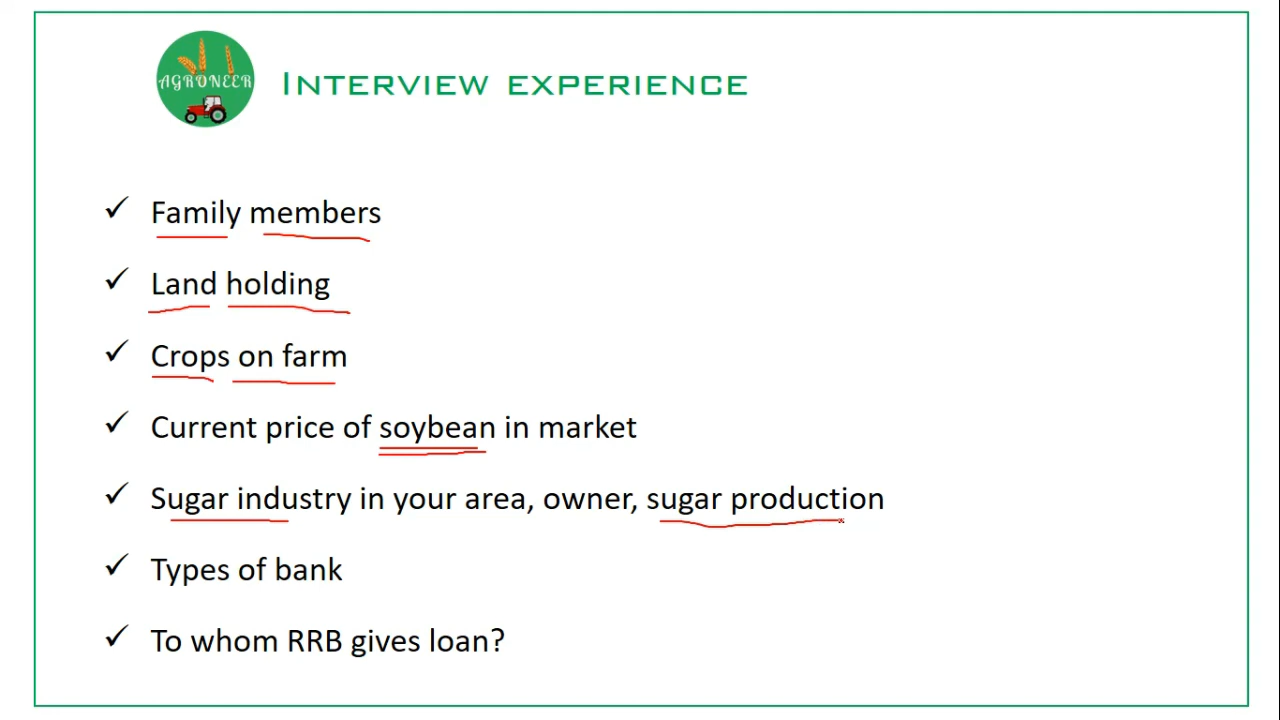 AGRONEER
INTERVIEW EXPERIENCE
✓ Family members
✓ Land holding
✓ Crops on farm
✓ Current price of soybean in market
✓ Sugar industry in your area, owner, sugar production
✓ Types of bank
✓ To whom RRB gives loan?